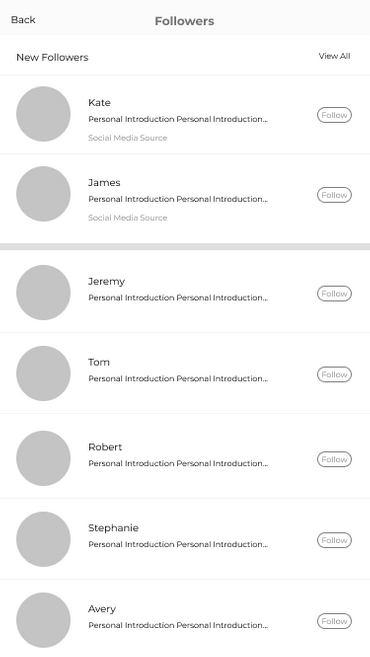 Back
Followers
New Followers
View All
Kate
Personal Introduction Personal Introduction...
Social Media Source
Follow
James
Personal Introduction Personal Introduction...
Social Media Source
Follow
Jeremy
Personal Introduction Personal Introduction...
Follow
Tom
Personal Introduction Personal Introduction...
Follow
Robert
Personal Introduction Personal Introduction...
Follow
Stephanie
Personal Introduction Personal Introduction...
Follow
Avery
Personal Introduction Personal Introduction...
Follow